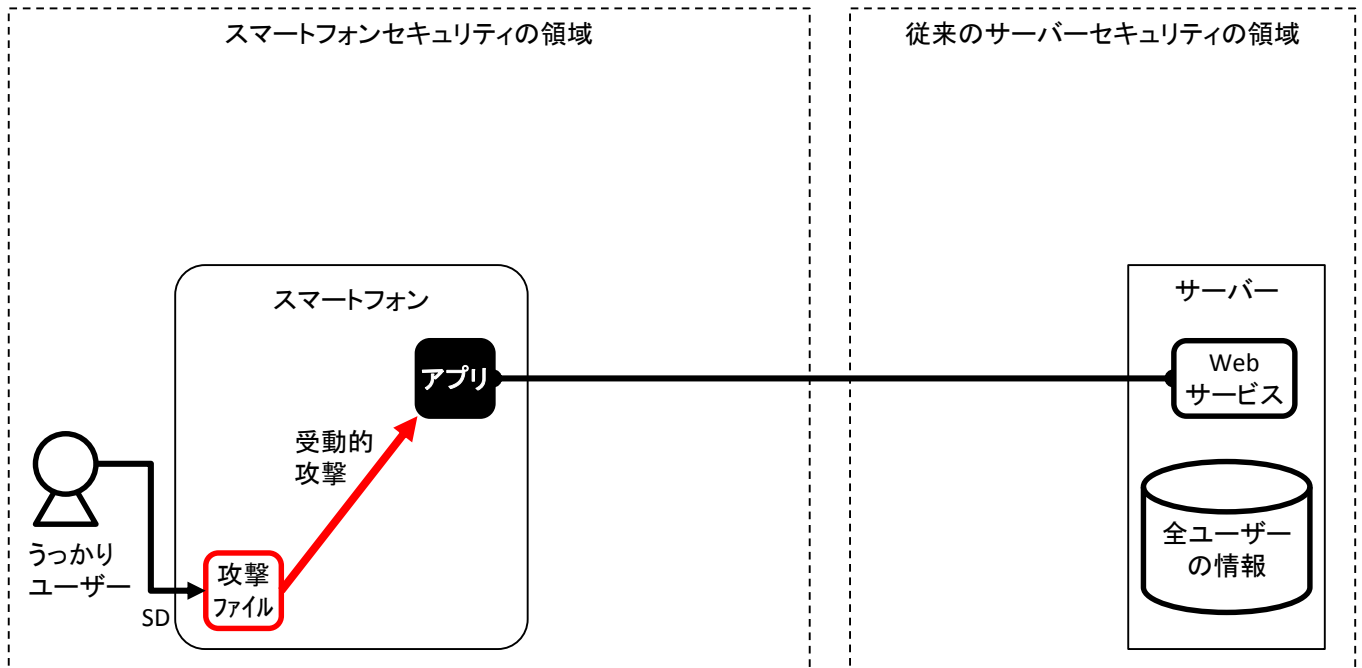 スマートフォンセキュリティの領域
従来のサーバーセキュリティの領域
スマートフォン
サーバー
アプリ
Web
サービス
受動的
攻撃
うっかり
ユーザー
SD
攻撃
ファイル
全ユーザー
の情報